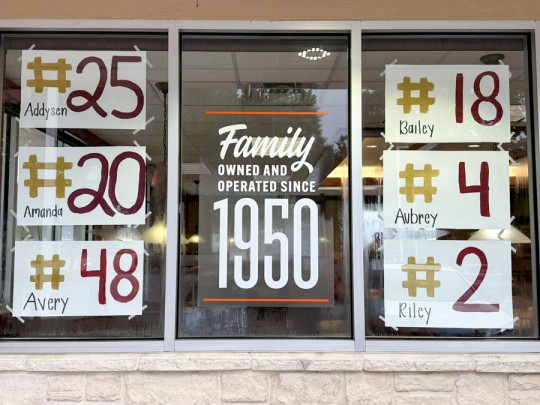 #25
Addysen
#20
Amanda
#48
Avery
Family
OWNED AND
OPERATED SINCE
1950
#18
Bailey
#4
Aubrey
#2
Riley